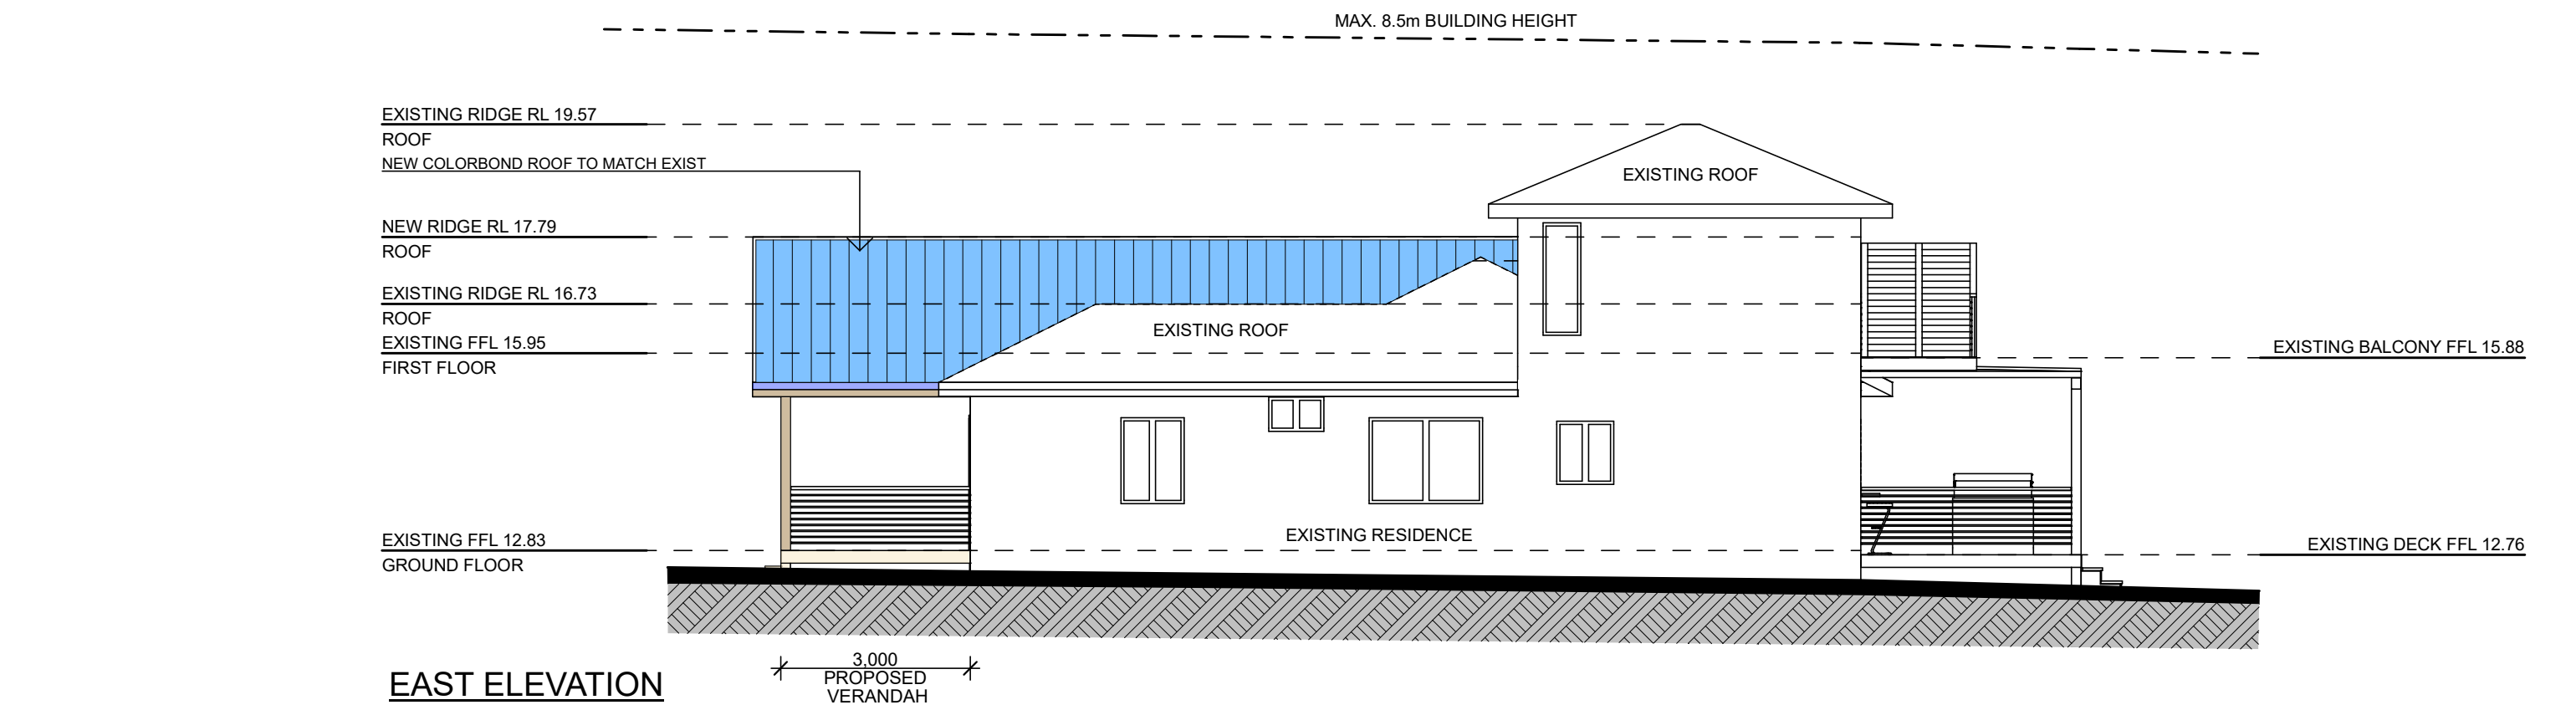 MAX. 8.5m BUILDING HEIGHT
EXISTING RIDGE RL 19.57
ROOF
NEW COLORBOND ROOF TO MATCH EXIST
EXISTING ROOF
NEW RIDGE RL 17.79
ROOF
EXISTING RIDGE RL 16.73
ROOF
EXISTING ROOF
EXISTING FFL 15.95
FIRST FLOOR
EXISTING BALCONY FFL 15.88
EXISTING RESIDENCE
EXISTING FFL 12.83
GROUND FLOOR
EXISTING DECK FFL 12.76
3,000
PROPOSED
VERANDAH
EAST ELEVATION